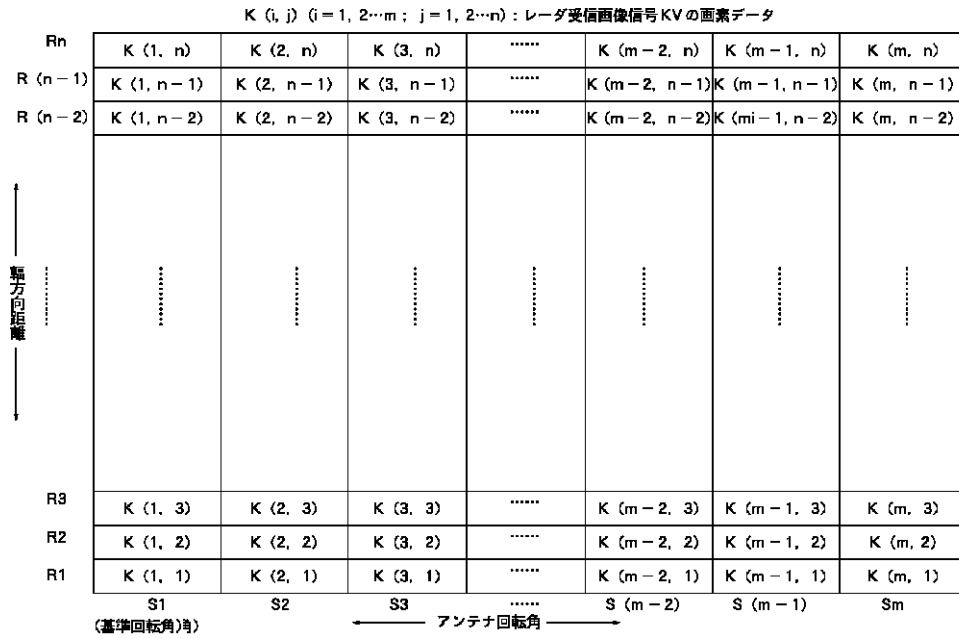 K (i, j) (i=1, 2…m ; j=1, 2…n) : レーダ受信画像信号KVの画素データ
Rn K (1, n) K (2, n) K (3, n) …… K (m-2, n) K (m-1, n) K (m, n)
R (n-1) K (1, n-1) K (2, n-1) K (3, n-1) …… K (m-2, n-1) K (m-1, n-1) K (m, n-1)
R (n-2) K (1, n-2) K (2, n-2) K (3, n-2) …… K (m-2, n-2) K (mi-1, n-2) K (m, n-2)
輻方向距離
R3 K (1, 3) K (2, 3) K (3, 3) …… K (m-2, 3) K (m-1, 3) K (m, 3)
R2 K (1, 2) K (2, 2) K (3, 2) …… K (m-2, 2) K (m-1, 2) K (m, 2)
R1 K (1, 1) K (2, 1) K (3, 1) …… K (m-2, 1) K (m-1, 1) K (m, 1)
S1 S2 S3 …… S (m-2) S (m-1) Sm
(基準回転角)角) アンテナ回転角